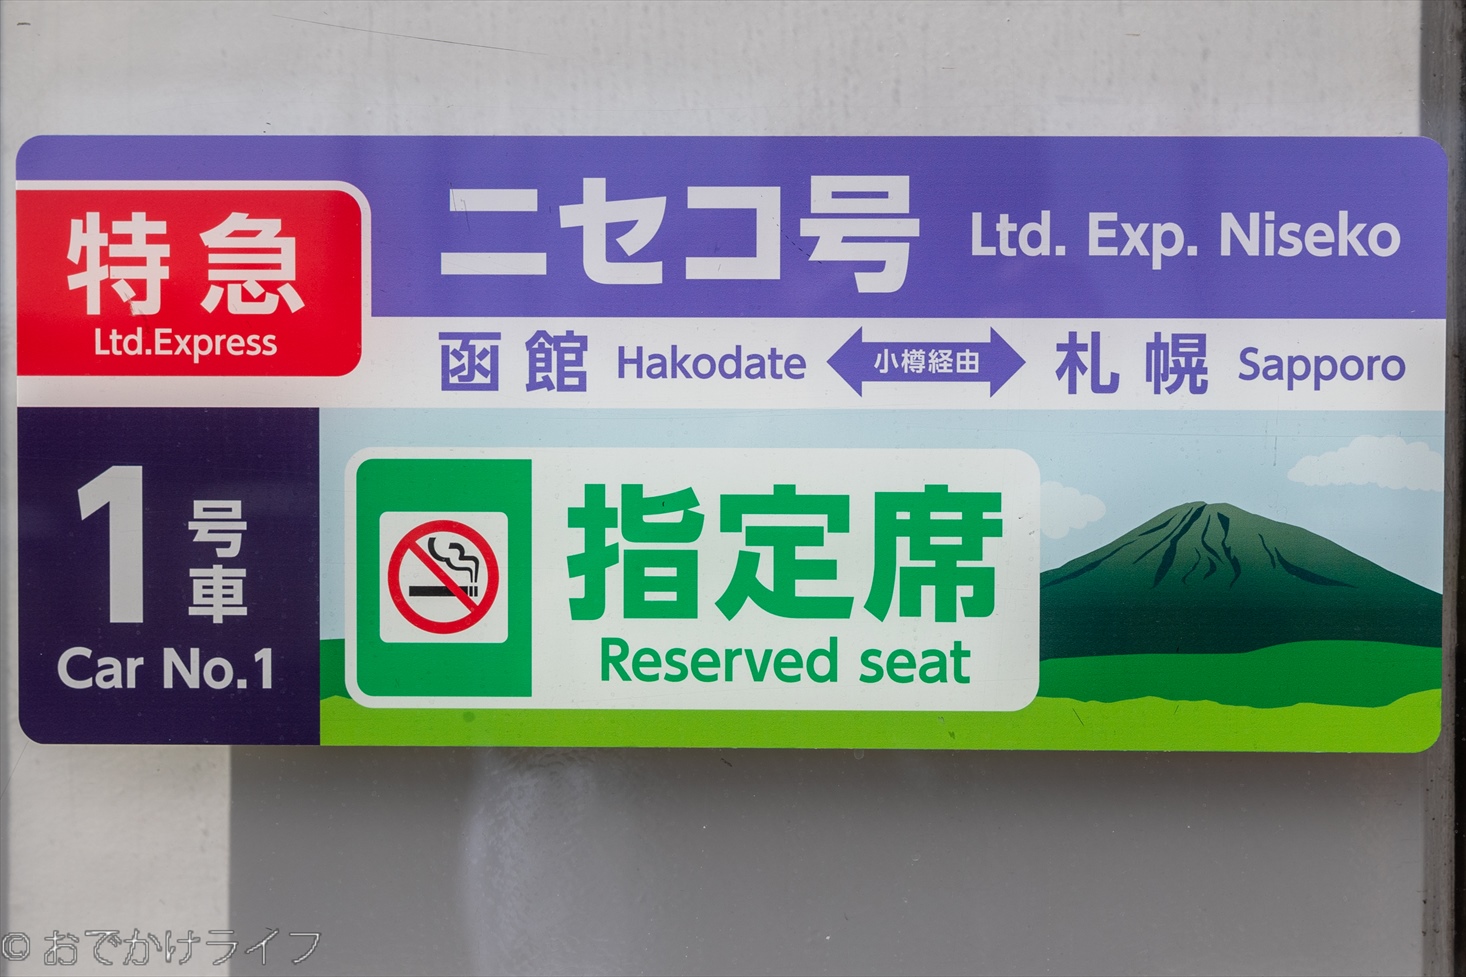 特急
Ltd.Express
ニセコ号 Ltd. Exp. Niseko
函館 Hakodate 小樽経由 札幌 Sapporo
1号車
Car No.1
指定席
Reserved seat
© おでかけライフ